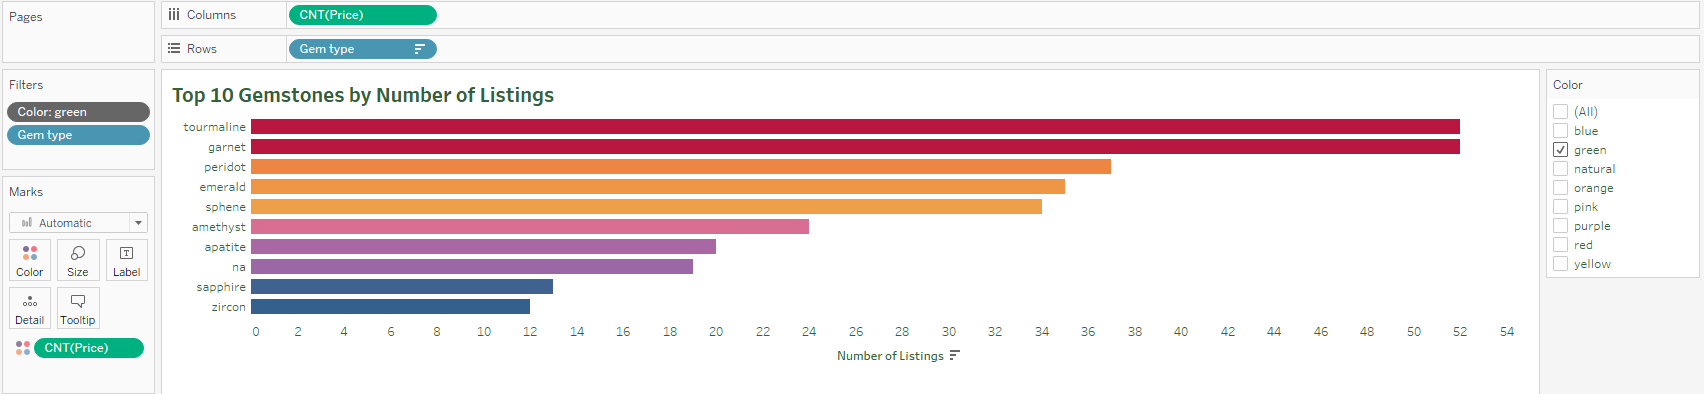 Pages
Columns
CNT(Price)
Rows
Gem type
Filters
Color: green
Gem type
Marks
Automatic
Color
Size
Label
Detail
Tooltip
CNT(Price)
Top 10 Gemstones by Number of Listings
tourmaline
garnet
peridot
emerald
sphene
amethyst
apatite
na
sapphire
zircon
0 2 4 6 8 10 12 14 16 18 20 22 24 26 28 30 32 34 36 38 40 42 44 46 48 50 52 54
Number of Listings
Color
(All)
blue
green
natural
orange
pink
purple
red
yellow